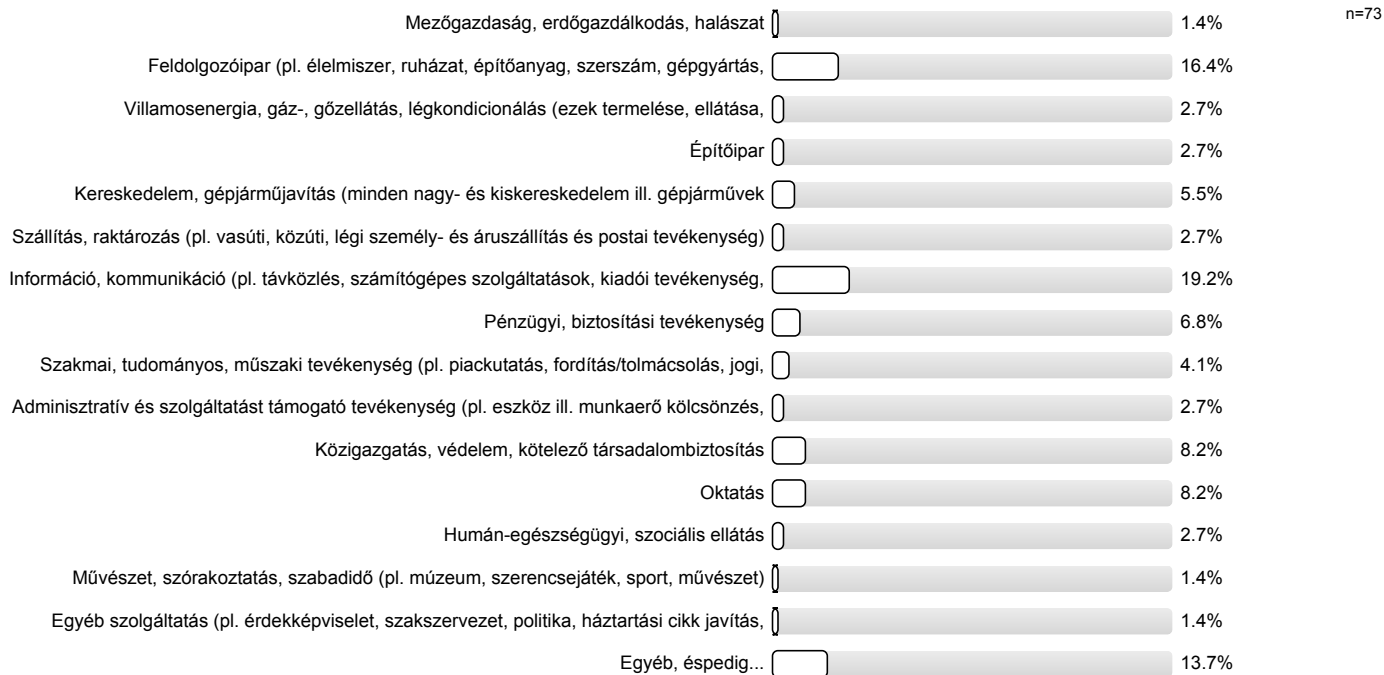 n=73
Mezőgazdaság, erdőgazdálkodás, halászat 1.4%
Feldolgozóipar (pl. élelmiszer, ruházat, építőanyag, szerszám, gépgyártás, 16.4%
Villamosenergia, gáz-, gőzellátás, légkondicionálás (ezek termelése, ellátása, 2.7%
Építőipar 2.7%
Kereskedelem, gépjárműjavítás (minden nagy- és kiskereskedelem ill. gépjárművek 5.5%
Szállítás, raktározás (pl. vasúti, közúti, légi személy- és áruszállítás és postai tevékenység) 2.7%
Információ, kommunikáció (pl. távközlés, számítógépes szolgáltatások, kiadói tevékenység, 19.2%
Pénzügyi, biztosítási tevékenység 6.8%
Szakmai, tudományos, műszaki tevékenység (pl. piackutatás, fordítás/tolmácsolás, jogi, 4.1%
Adminisztratív és szolgáltatást támogató tevékenység (pl. eszköz ill. munkaerő kölcsönzés, 2.7%
Közigazgatás, védelem, kötelező társadalombiztosítás 8.2%
Oktatás 8.2%
Humán-egészségügyi, szociális ellátás 2.7%
Művészet, szórakoztatás, szabadidő (pl. múzeum, szerencsejáték, sport, művészet) 1.4%
Egyéb szolgáltatás (pl. érdekképviselet, szakszervezet, politika, háztartási cikk javítás, 1.4%
Egyéb, éspedig... 13.7%